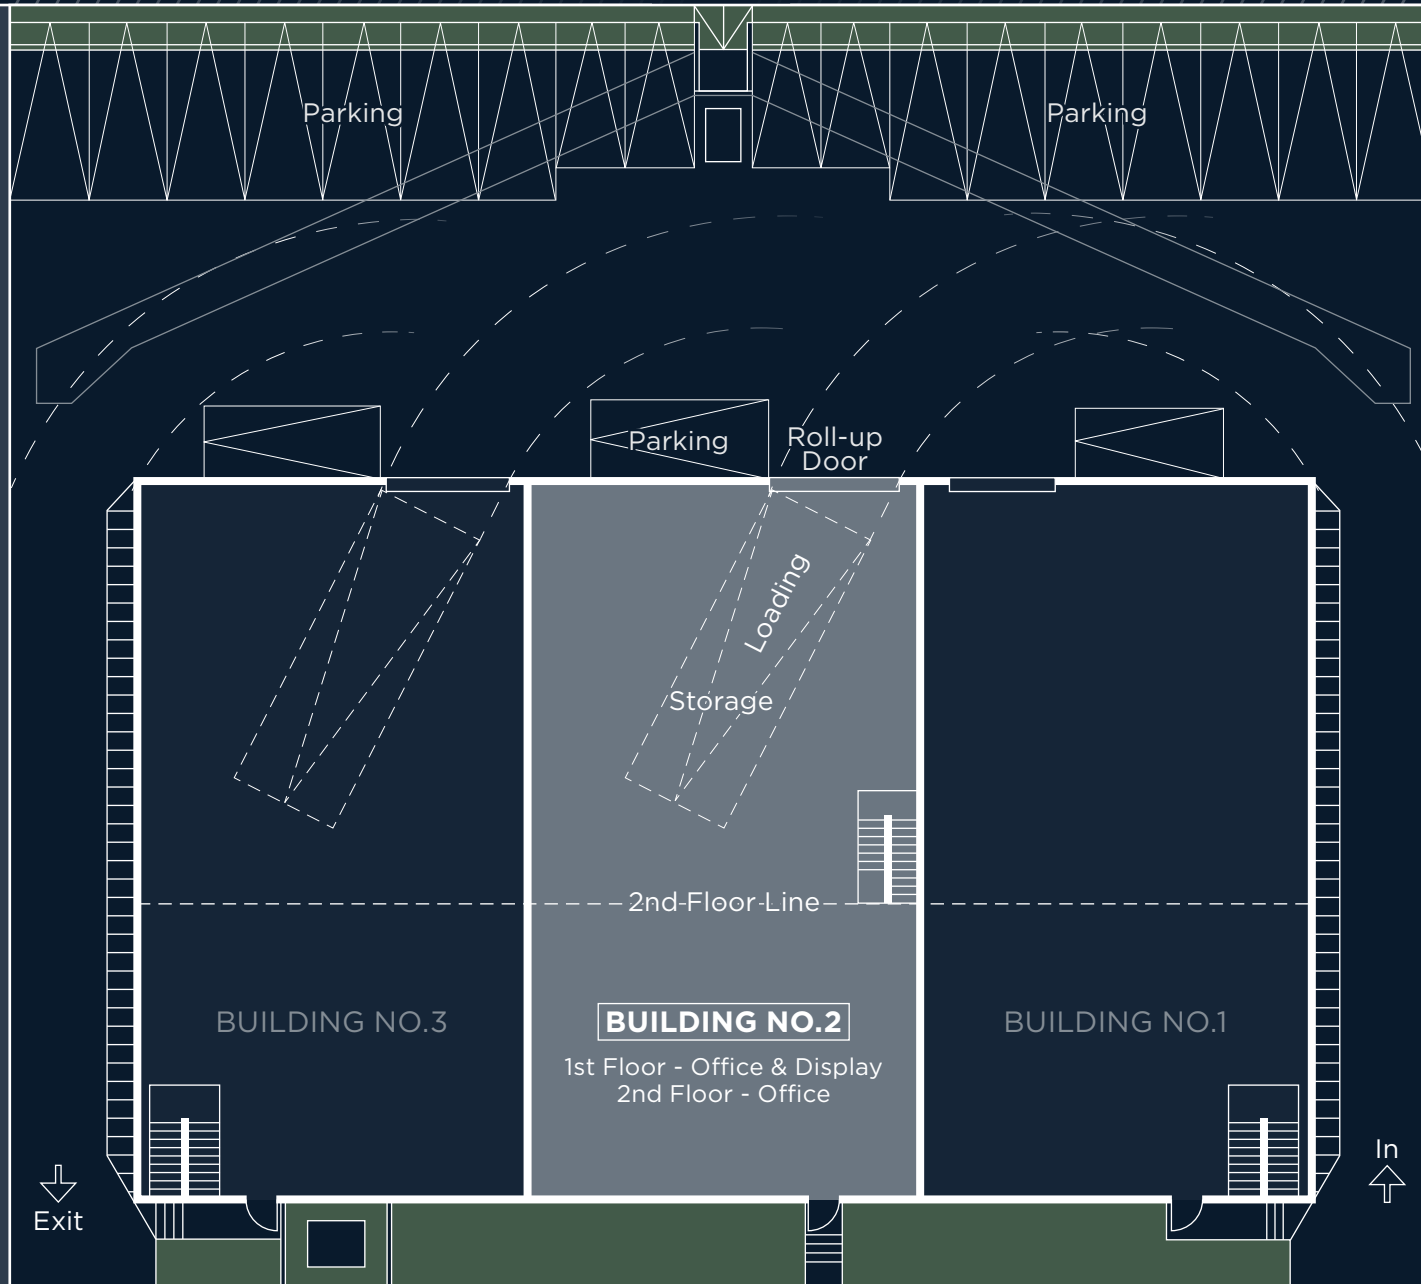 Parking
Parking
Parking
Roll-up
Door
Loading
Storage
2nd Floor Line
BUILDING NO.3
BUILDING NO.2
BUILDING NO.1
1st Floor - Office & Display
2nd Floor - Office
In
Exit